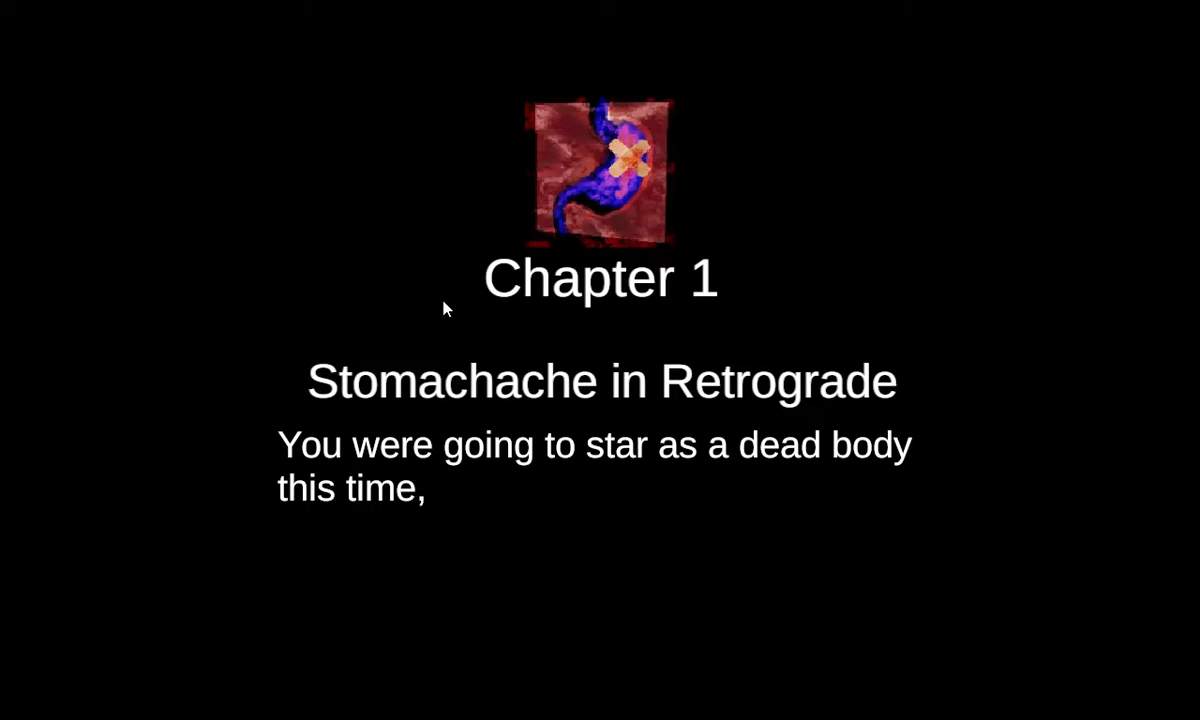 Chapter 1
Stomachache in Retrograde
You were going to star as a dead body
this time,